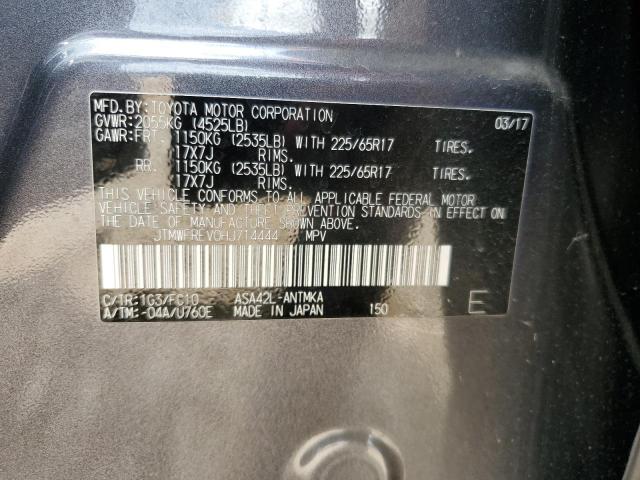 MFD. BY: TOYOTA MOTOR CORPORATION 03/17
GVWR: 2055KG (4525LB)
GAWR: FRT. 1150KG (2535LB) WITH 225/65R17 TIRES.
17X7J RIMS.
RR. 1150KG (2535LB) WITH 225/65R17 TIRES.
17X7J RIMS.
THIS VEHICLE CONFORMS TO ALL APPLICABLE FEDERAL MOTOR
VEHICLE SAFETY AND THEFT PREVENTION STANDARDS IN EFFECT ON
THE DATE OF MANUFACTURE SHOWN ABOVE.
JTMWFREV0HJ714444 MPV
C/TR: 1G3/FC10 ASA42L-ANTMKA
A/TM: -04A/U760E MADE IN JAPAN 150 E